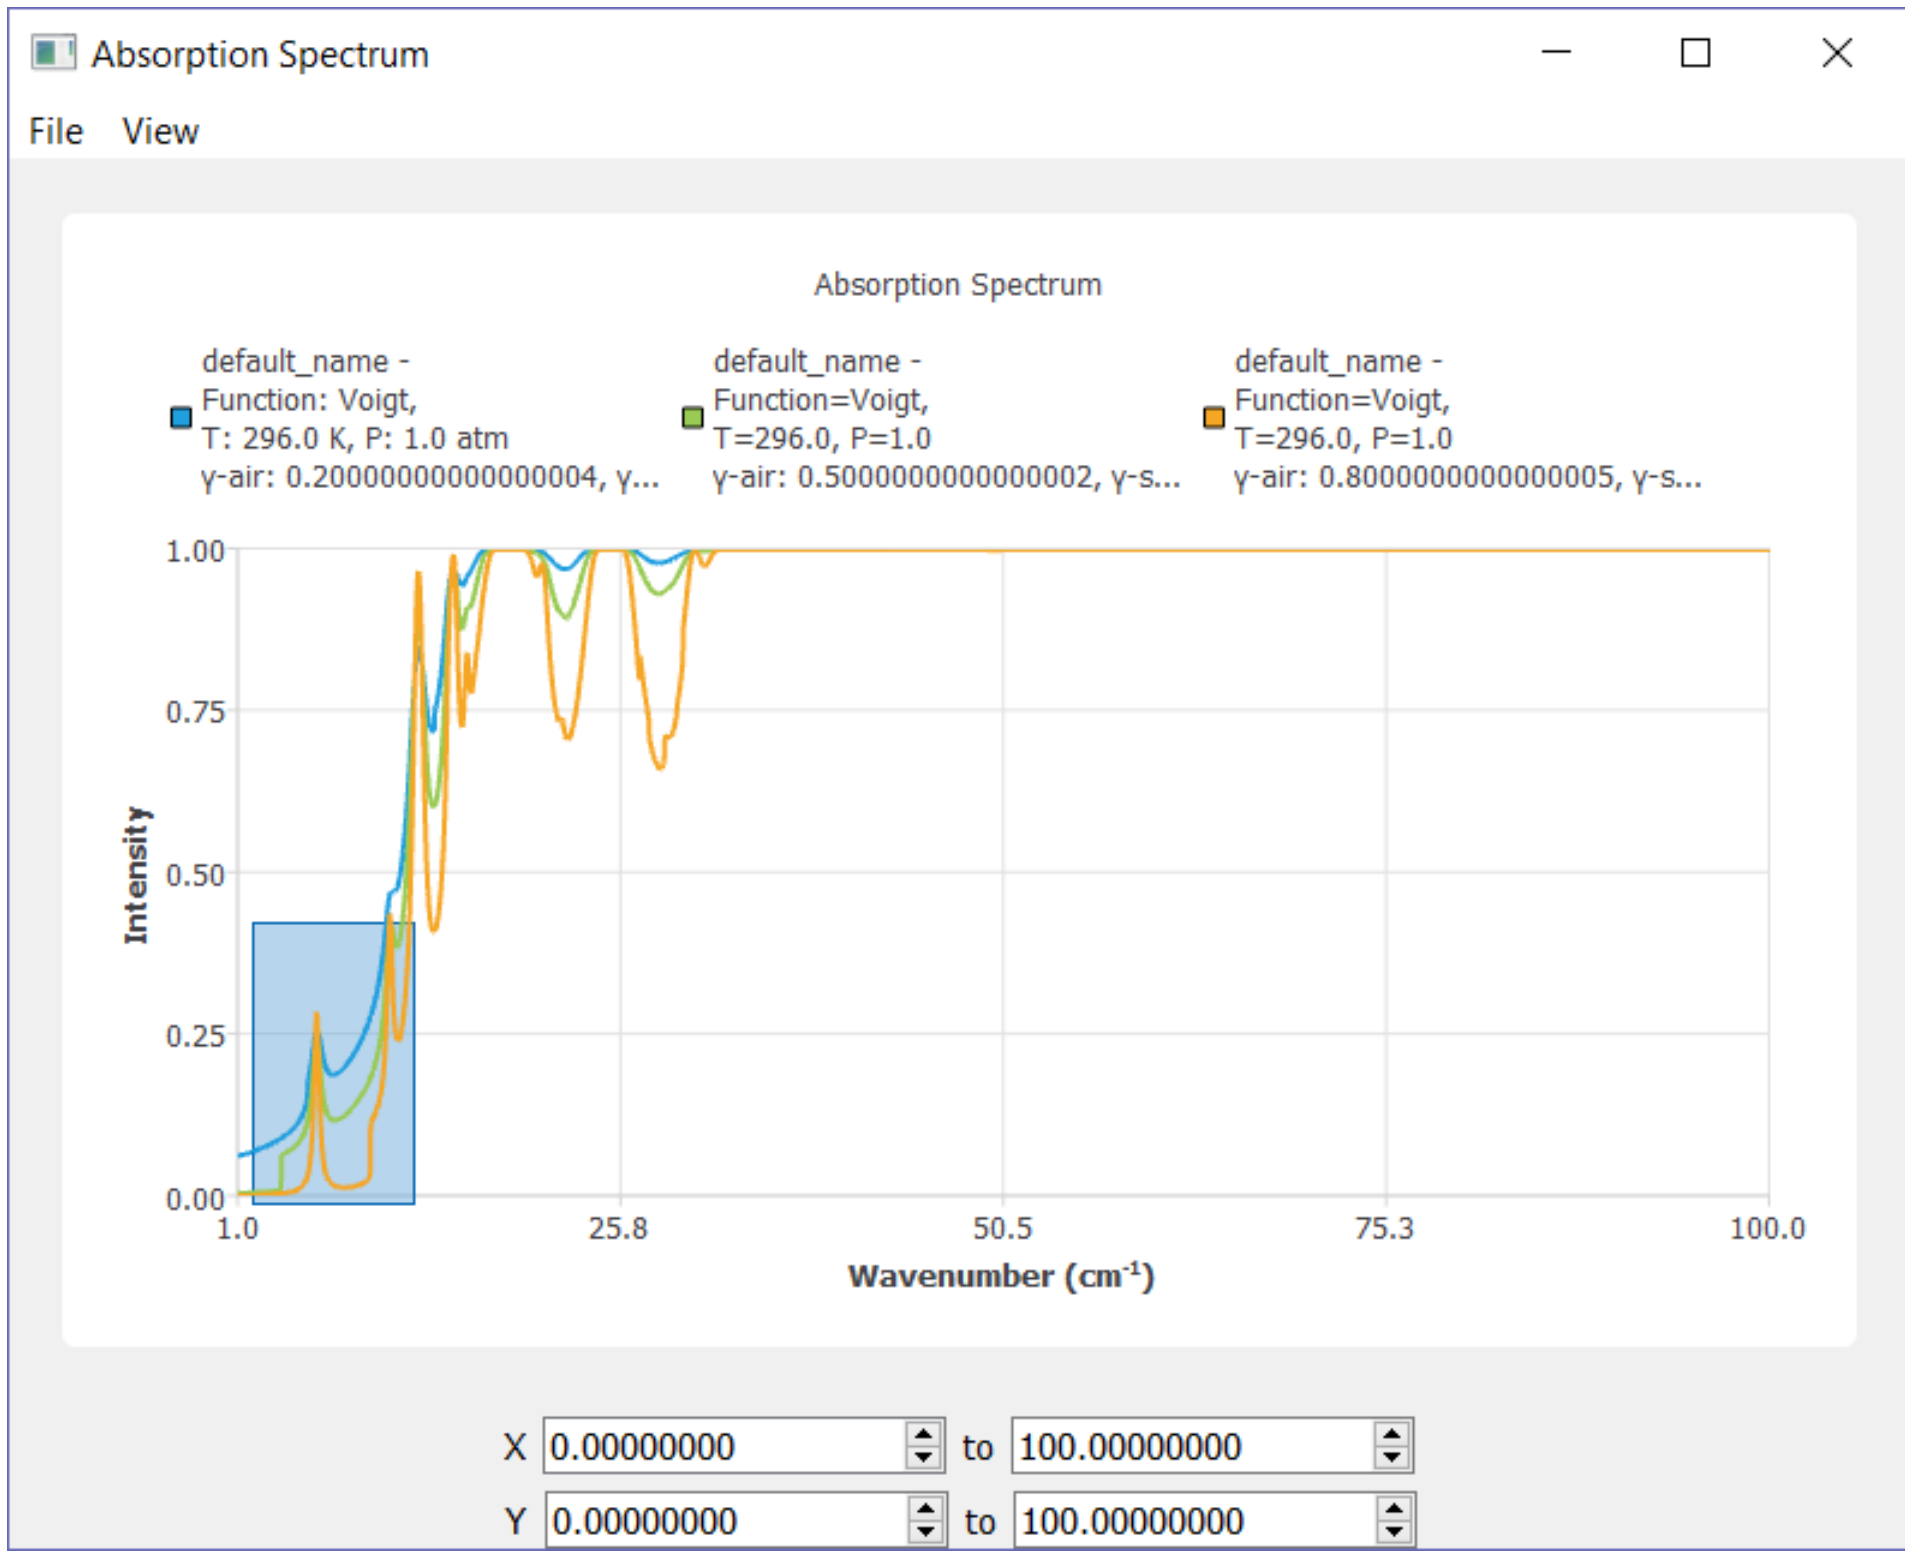 Absorption Spectrum
File View
Absorption Spectrum
default_name -
Function: Voigt,
T: 296.0 K, P: 1.0 atm
γ-air: 0.20000000000000004, γ...
default_name -
Function=Voigt,
T=296.0, P=1.0
γ-air: 0.5000000000000002, γ-s...
default_name -
Function=Voigt,
T=296.0, P=1.0
γ-air: 0.8000000000000005, γ-s...
1.00
0.75
0.50
0.25
0.00
Intensity
1.0 25.8 50.5 75.3 100.0
Wavenumber (cm⁻¹)
X 0.00000000 to 100.00000000
Y 0.00000000 to 100.00000000